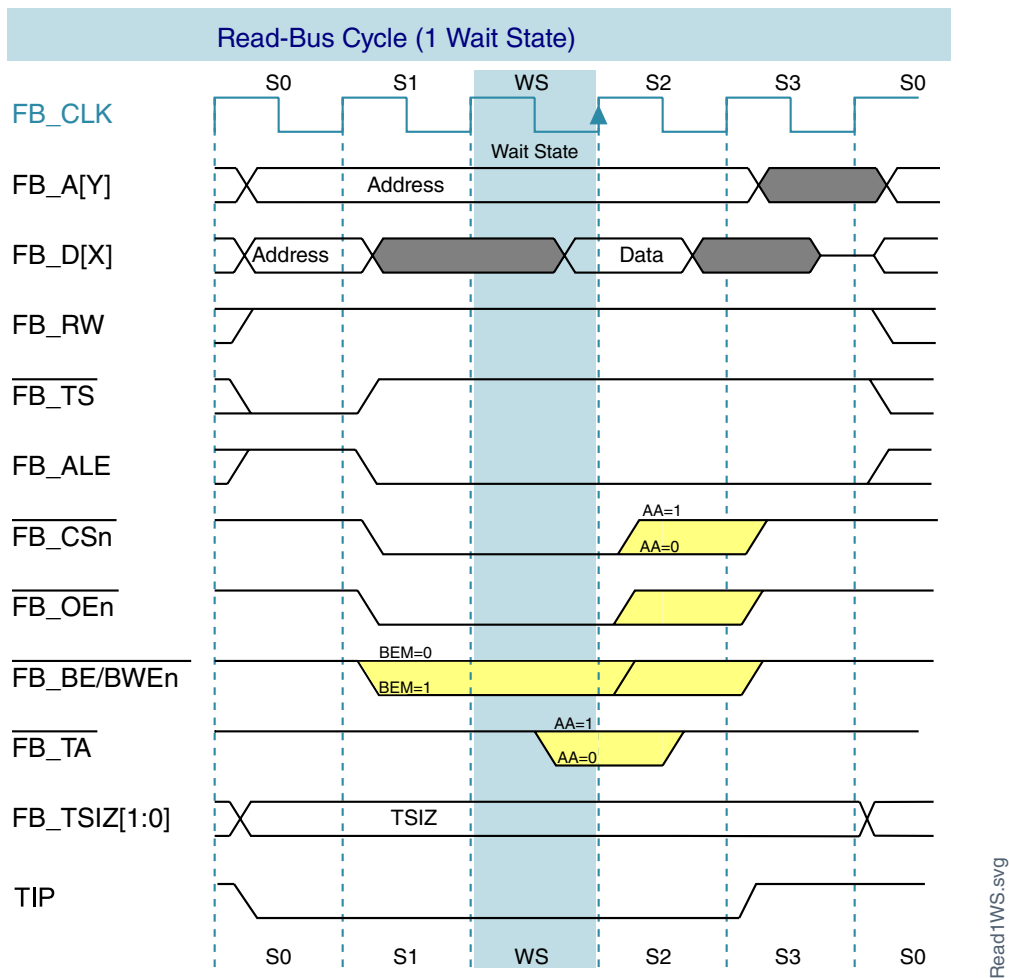 Read-Bus Cycle (1 Wait State)
S0 S1 WS S2 S3 S0
FB_CLK
Wait State
FB_A[Y] Address
FB_D[X] Address Data
FB_RW
FB_TS
FB_ALE
AA=1
FB_CSn
AA=0
FB_OEn
BEM=0
FB_BE/BWEn
BEM=1
AA=1
FB_TA
AA=0
FB_TSIZ[1:0] TSIZ
TIP
S0 S1 WS S2 S3 S0
Read1WS.svg